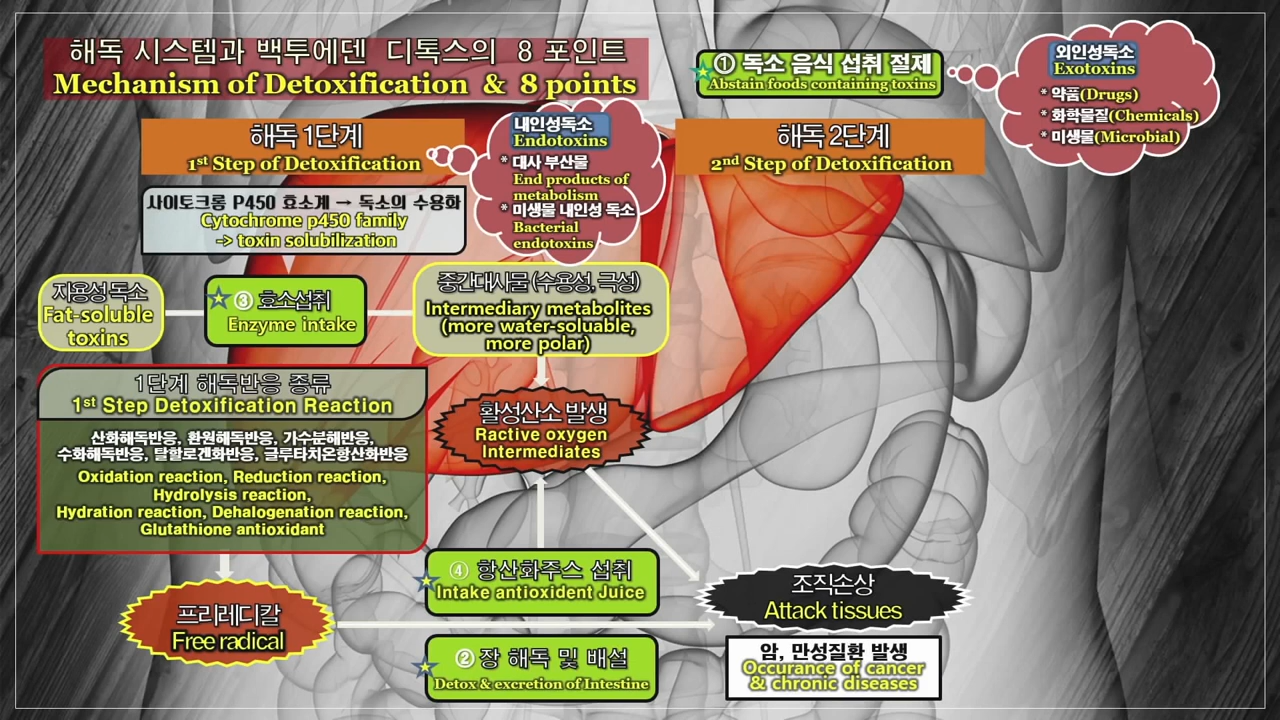 해독 시스템과 백투에덴 디톡스의 8 포인트
Mechanism of Detoxification & 8 points
① 독소 음식 섭취 절제
Abstain foods containing toxins
외인성독소
Exotoxins
* 약품(Drugs)
* 화학물질(Chemicals)
* 미생물(Microbial)
해독 1단계
1st Step of Detoxification
내인성독소
Endotoxins
* 대사 부산물
End products of
metabolism
* 미생물 내인성 독소
Bacterial
endotoxins
해독 2단계
2nd Step of Detoxification
사이토크롬 P450 효소계 → 독소의 수용화
Cytochrome p450 family
-> toxin solubilization
지용성 독소
Fat-soluble
toxins
③ 효소섭취
Enzyme intake
중간대사물 (수용성, 극성)
Intermediary metabolites
(more water-soluable,
more polar)
1단계 해독반응 종류
1st Step Detoxification Reaction
산화해독반응, 환원해독반응, 가수분해반응,
수화해독반응, 탈할로겐화반응, 글루타치온항산화반응
Oxidation reaction, Reduction reaction,
Hydrolysis reaction,
Hydration reaction, Dehalogenation reaction,
Glutathione antioxidant
활성산소 발생
Ractive oxygen
Intermediates
④ 항산화주스 섭취
Intake antioxident Juice
조직손상
Attack tissues
프리레디칼
Free radical
② 장 해독 및 배설
Detox & excretion of Intestine
암, 만성질환 발생
Occurance of cancer
& chronic diseases